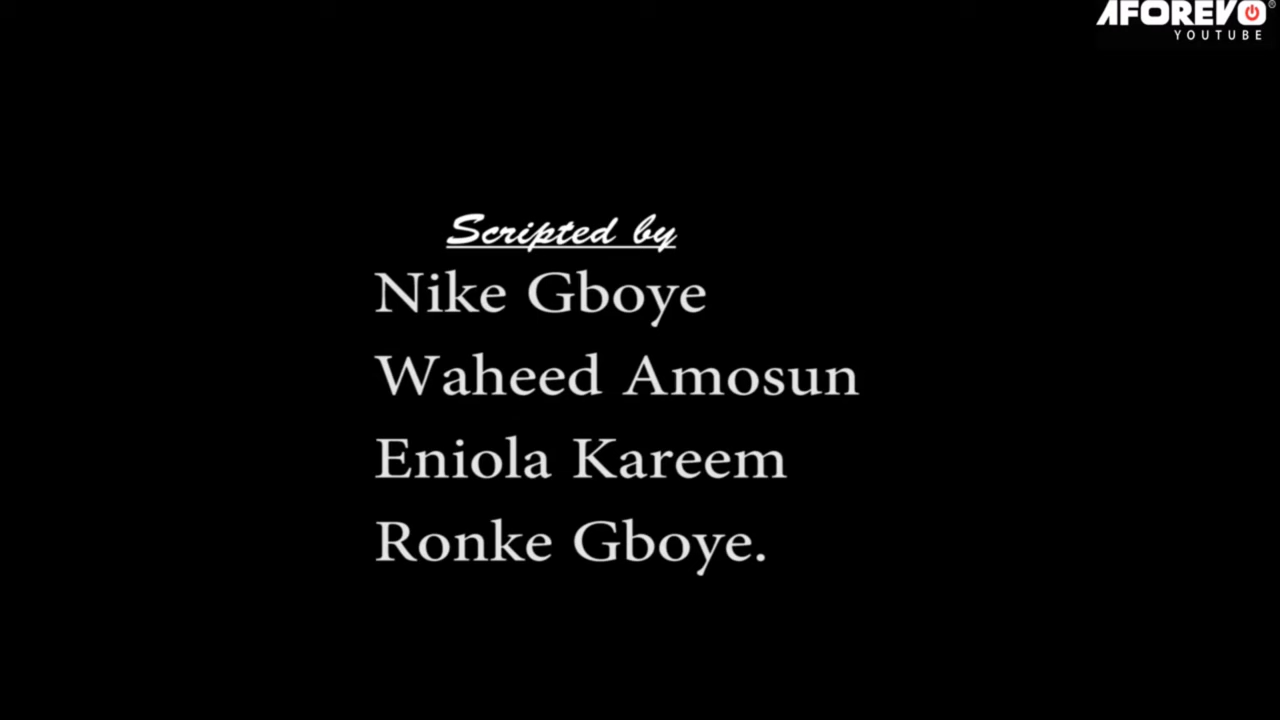 AFOREVO®
YOUTUBE
Scripted by
Nike Gboye
Waheed Amosun
Eniola Kareem
Ronke Gboye.